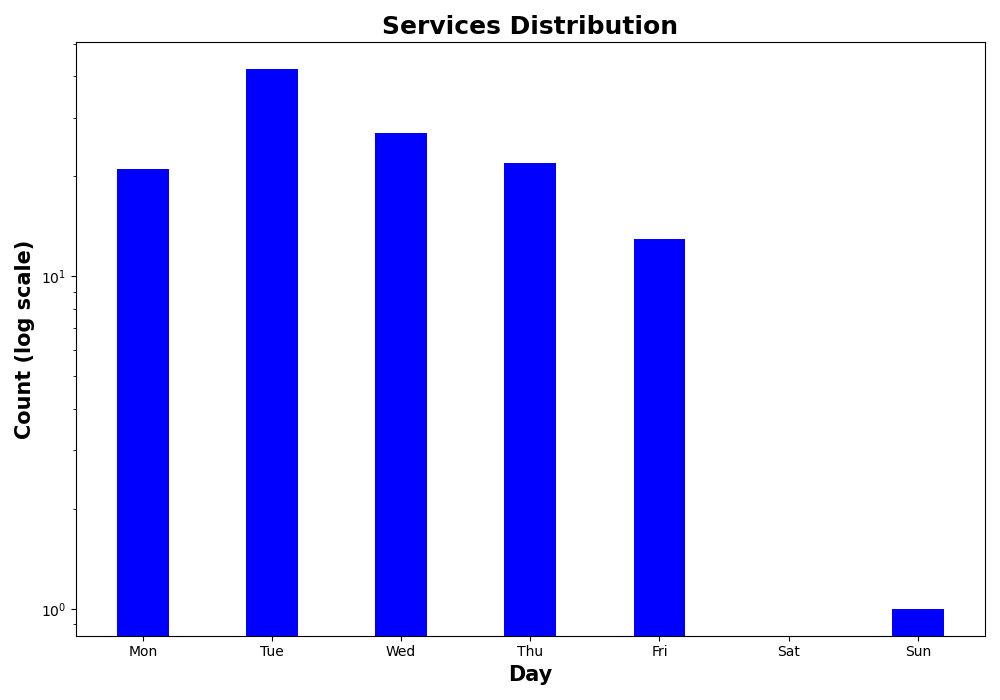 Services Distribution
Count (log scale)
10¹
10⁰
Mon Tue Wed Thu Fri Sat Sun
Day